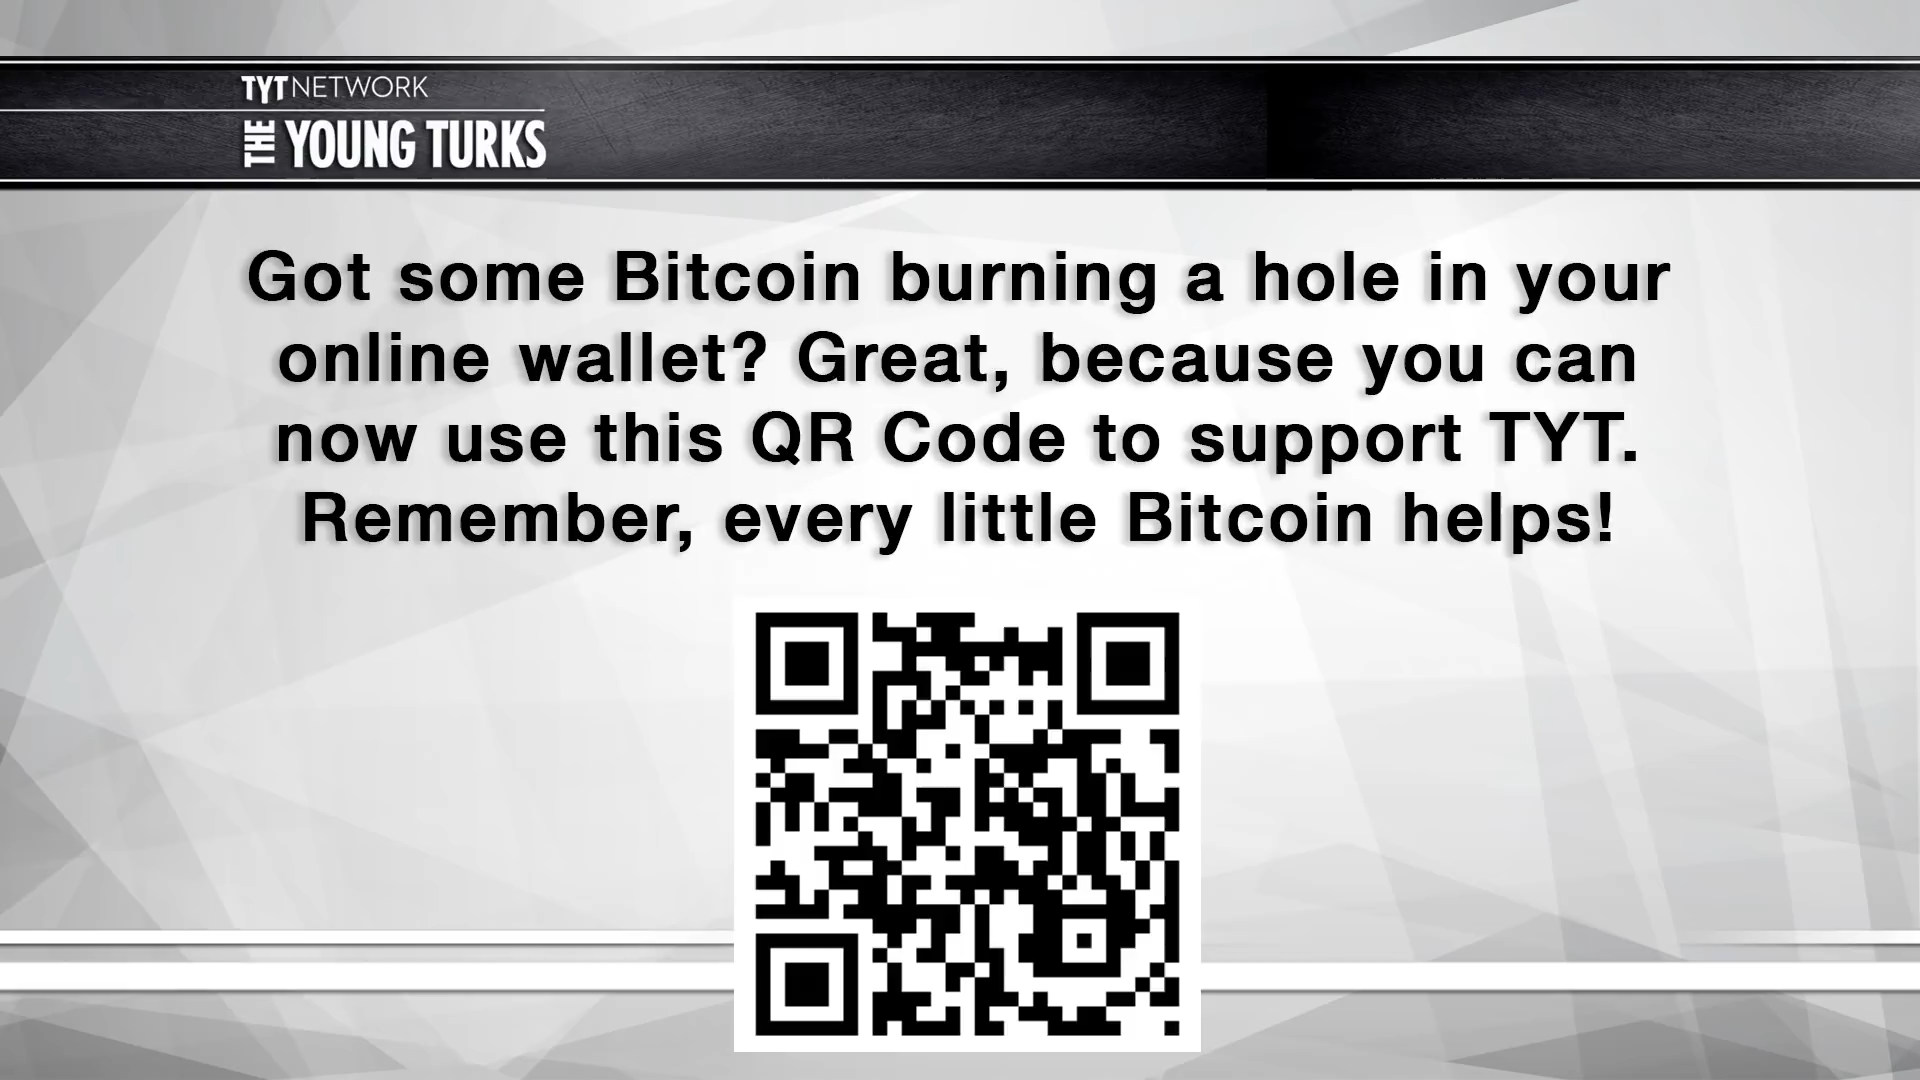 TYT NETWORK
THE YOUNG TURKS
Got some Bitcoin burning a hole in your
online wallet? Great, because you can
now use this QR Code to support TYT.
Remember, every little Bitcoin helps!